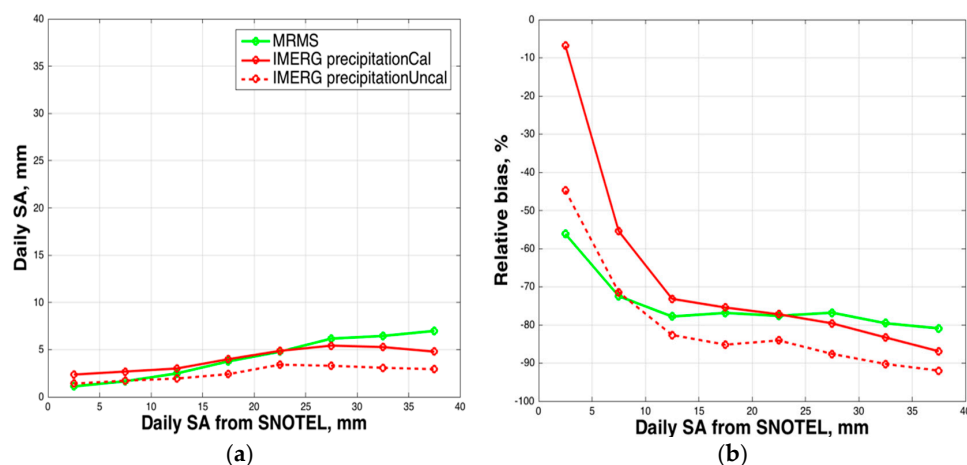 40
35
30
25
20
15
10
5
0
Daily SA, mm
MRMS
IMERG precipitationCal
IMERG precipitationUncal
0 5 10 15 20 25 30 35 40
Daily SA from SNOTEL, mm
(a)
0
-10
-20
-30
-40
-50
-60
-70
-80
-90
-100
Relative bias, %
0 5 10 15 20 25 30 35 40
Daily SA from SNOTEL, mm
(b)